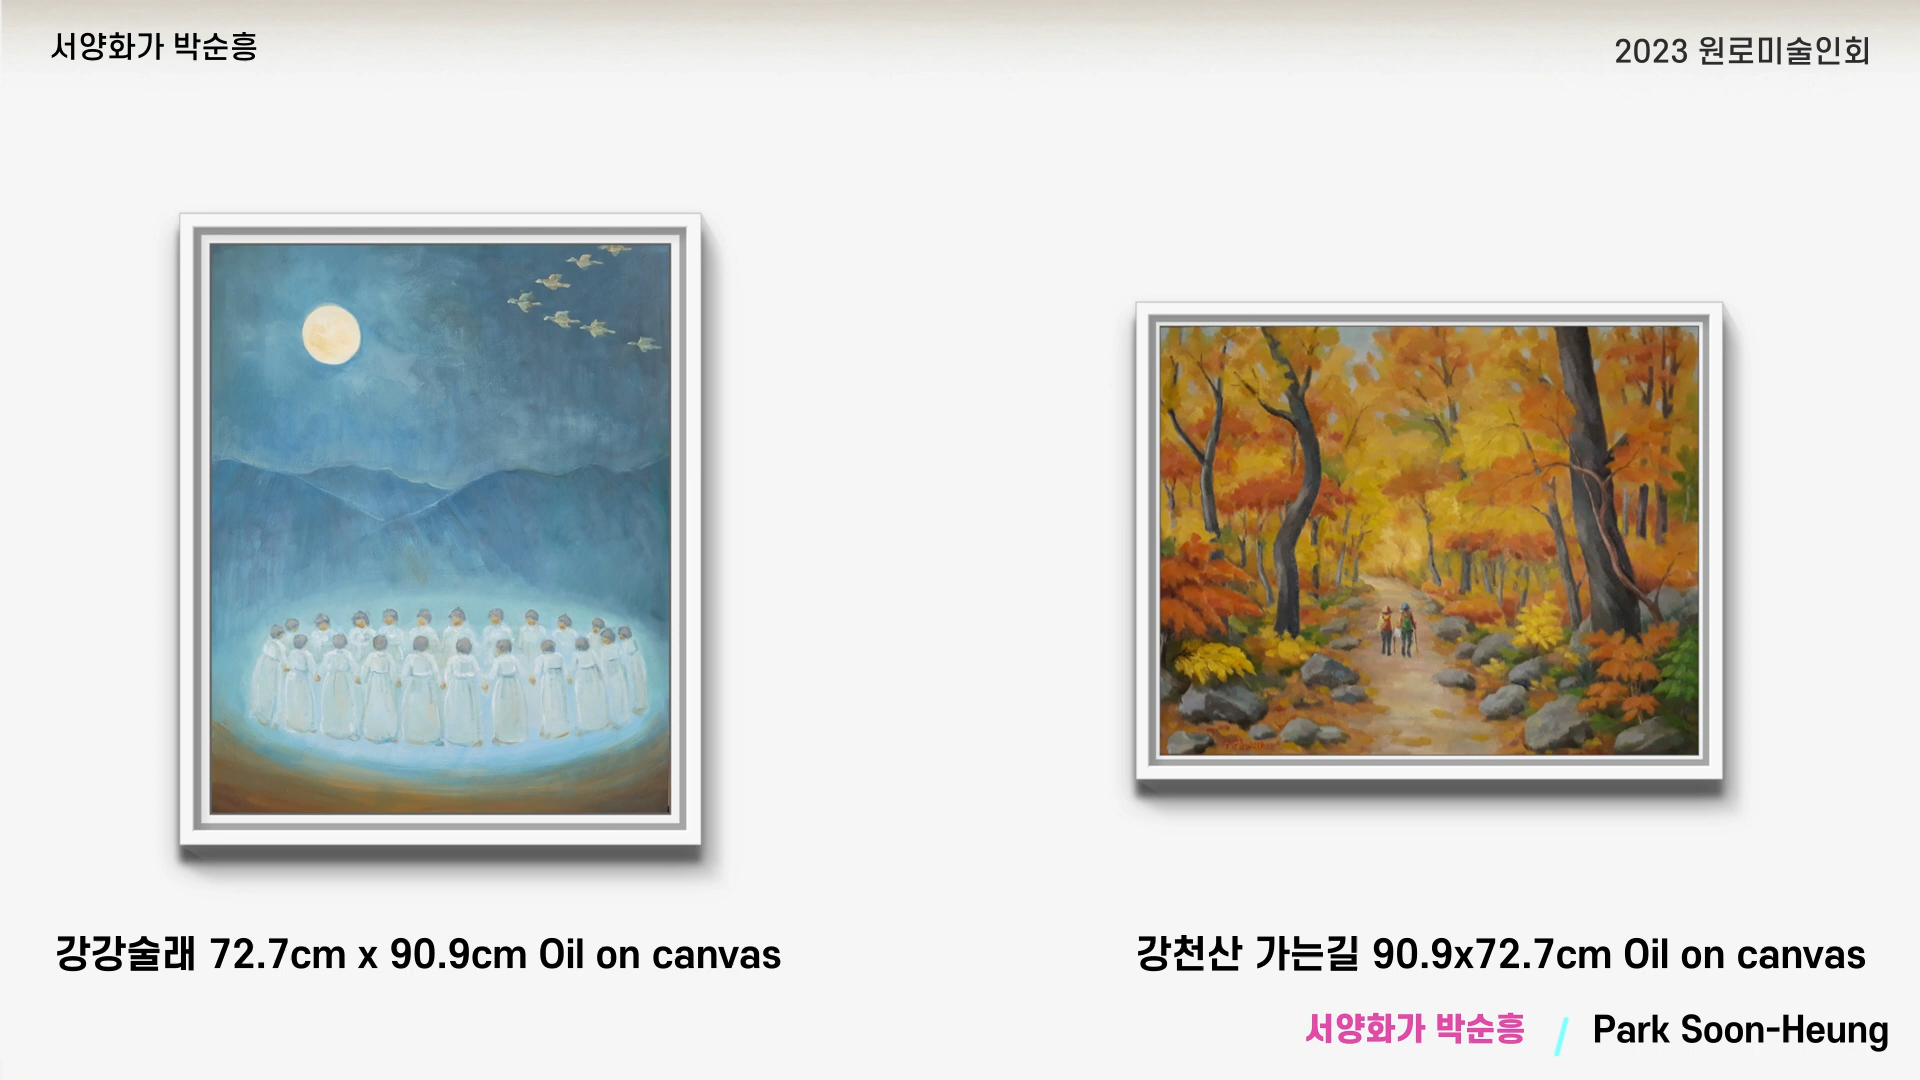 서양화가 박순흥
2023 원로미술인회
강강술래 72.7cm x 90.9cm Oil on canvas
강천산 가는길 90.9x72.7cm Oil on canvas
서양화가 박순흥 / Park Soon-Heung